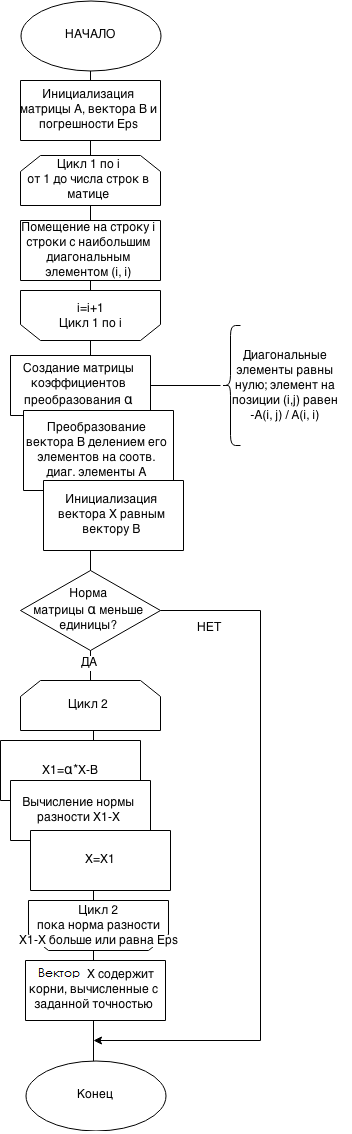 НАЧАЛО
Инициализация
матрицы А, вектора В и
погрешности Eps
Цикл 1 по i
от 1 до числа строк в
матице
Помещение на строку i
строки с наибольшим
диагональным
элементом (i, i)
i=i+1
Цикл 1 по i
Создание матрицы
коэффициентов
преобразования α
Диагональные
элементы равны
нулю; элемент на
позиции (i,j) равен
-A(i, j) / A(i, i)
Преобразование
вектора В делением его
элементов на соотв.
диаг. элементы А
Инициализация
вектора Х равным
вектору В
Норма
матрицы α меньше
единицы?
НЕТ
ДА
Цикл 2
X1=α*X-B
Вычисление нормы
разности X1-X
X=X1
Цикл 2
пока норма разности
X1-X больше или равна Eps
Вектор Х содержит
корни, вычисленные с
заданной точностью
Конец